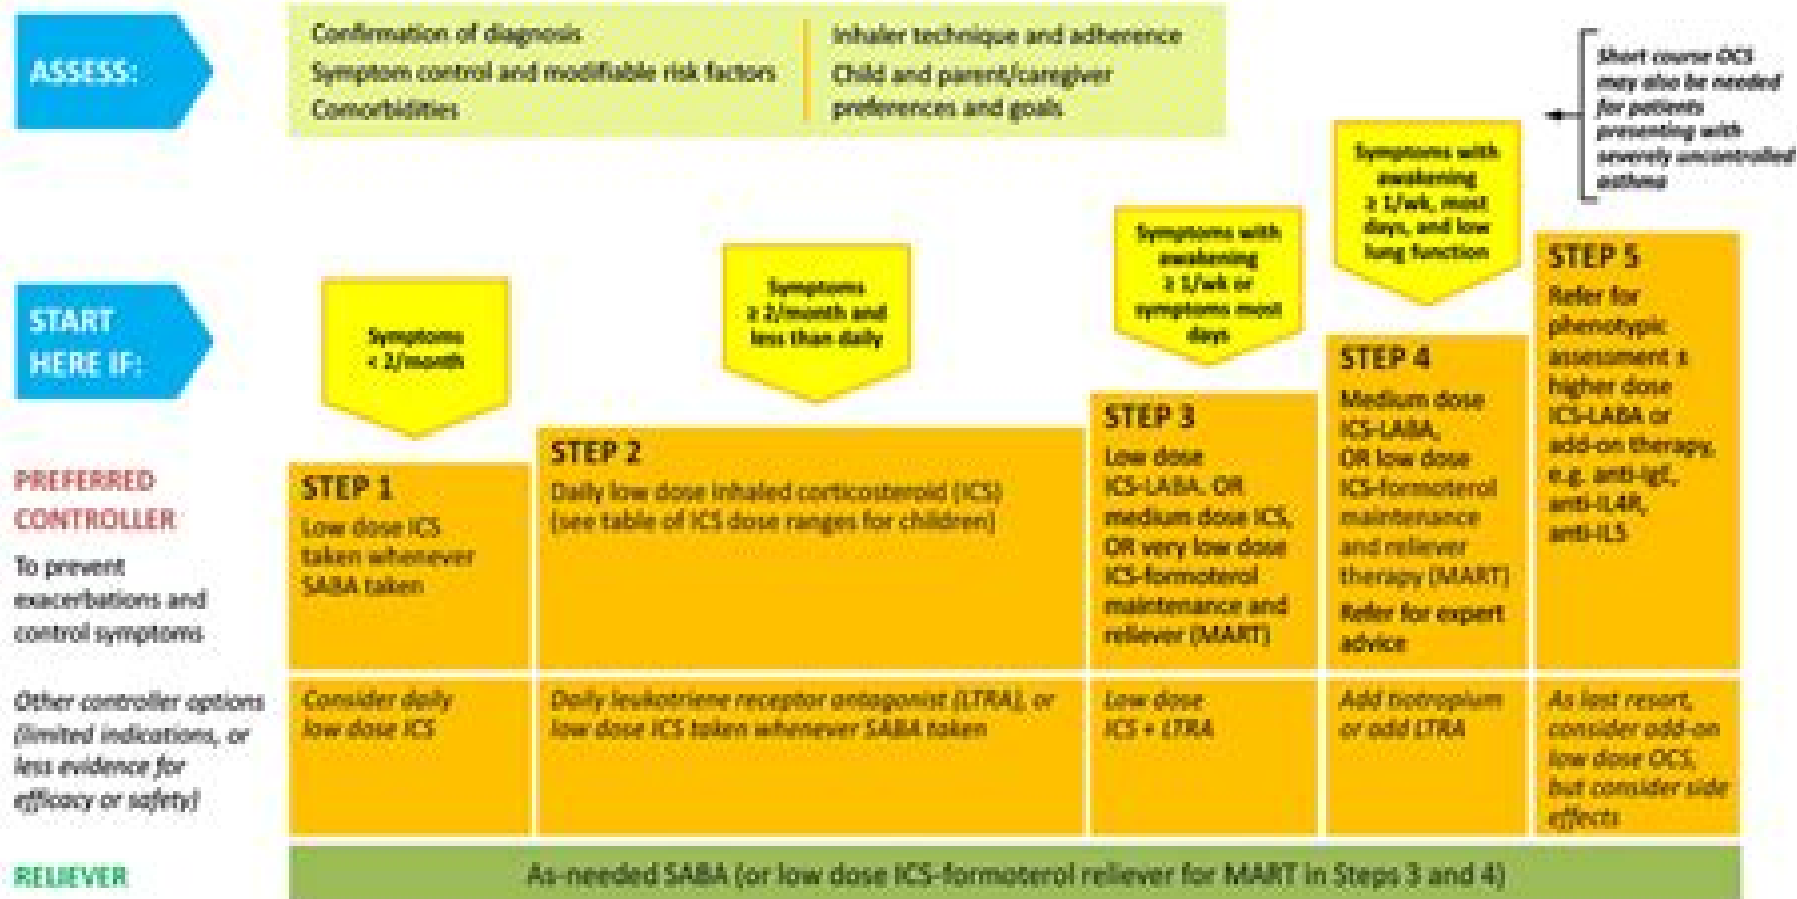 ASSESS:
Confirmation of diagnosis
Symptom control and modifiable risk factors
Comorbidities
Inhaler technique and adherence
Child and parent/caregiver
preferences and goals
Short course OCS
may also be needed
for patients
presenting with
severely uncontrolled
asthma
START
HERE IF:
Symptoms
< 2/month
Symptoms
≥ 2/month and
less than daily
Symptoms with
awakening
≥ 1/wk or
symptoms most
days
Symptoms with
awakening
≥ 1/wk, most
days, and low
lung function
PREFERRED
CONTROLLER
To prevent
exacerbations and
control symptoms
STEP 1
Low dose ICS
taken whenever
SABA taken
STEP 2
Daily low dose inhaled corticosteroid (ICS)
(see table of ICS dose ranges for children)
STEP 3
Low dose
ICS-LABA, OR
medium dose ICS,
OR very low dose
ICS-formoterol
maintenance and
reliever (MART)
STEP 4
Medium dose
ICS-LABA,
OR low dose
ICS-formoterol
maintenance
and reliever
therapy (MART)
Refer for expert
advice
STEP 5
Refer for
phenotypic
assessment ±
higher dose
ICS-LABA or
add-on therapy,
e.g. anti-IgE,
anti-IL4R,
anti-IL5
Other controller options
(limited indications, or
less evidence for
efficacy or safety)
Consider daily
low dose ICS
Daily leukotriene receptor antagonist (LTRA), or
low dose ICS taken whenever SABA taken
Low dose
ICS + LTRA
Add tiotropium
or add LTRA
As last resort,
consider add-on
low dose OCS,
but consider side
effects
RELIEVER
As-needed SABA (or low dose ICS-formoterol reliever for MART in Steps 3 and 4)